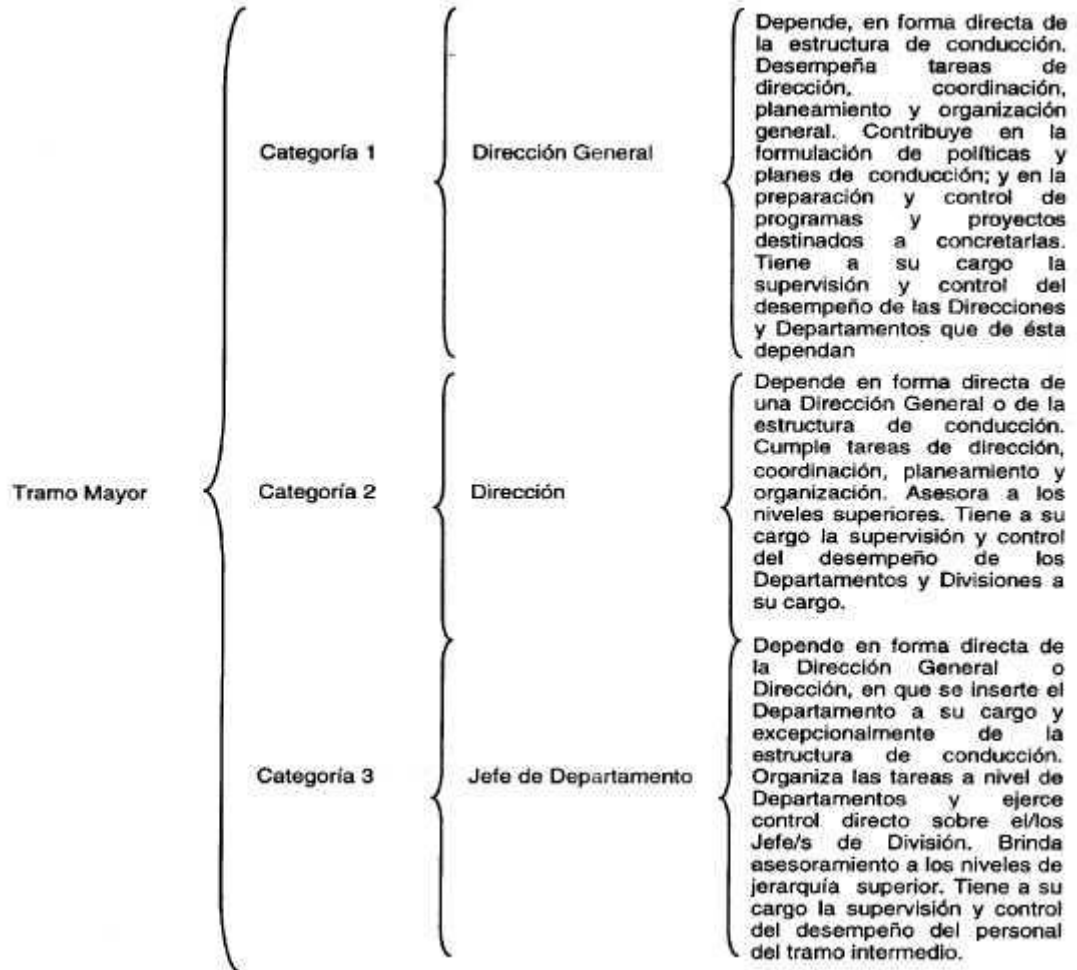 Tramo Mayor
Categoría 1
Dirección General
Depende, en forma directa de
la estructura de conducción.
Desempeña tareas de
dirección, coordinación,
planeamiento y organización
general. Contribuye en la
formulación de políticas y
planes de conducción; y en la
preparación y control de
programas y proyectos
destinados a concretarlas.
Tiene a su cargo la
supervisión y control del
desempeño de las Direcciones
y Departamentos que de ésta
dependan
Categoría 2
Dirección
Depende en forma directa de
una Dirección General o de la
estructura de conducción.
Cumple tareas de dirección,
coordinación, planeamiento y
organización. Asesora a los
niveles superiores. Tiene a su
cargo la supervisión y control
del desempeño de los
Departamentos y Divisiones a
su cargo.
Categoría 3
Jefe de Departamento
Depende en forma directa de
la Dirección General o
Dirección, en que se inserte el
Departamento a su cargo y
excepcionalmente de la
estructura de conducción.
Organiza las tareas a nivel de
Departamentos y ejerce
control directo sobre el/los
Jefe/s de División. Brinda
asesoramiento a los niveles de
jerarquía superior. Tiene a su
cargo la supervisión y control
del desempeño del personal
del tramo intermedio.